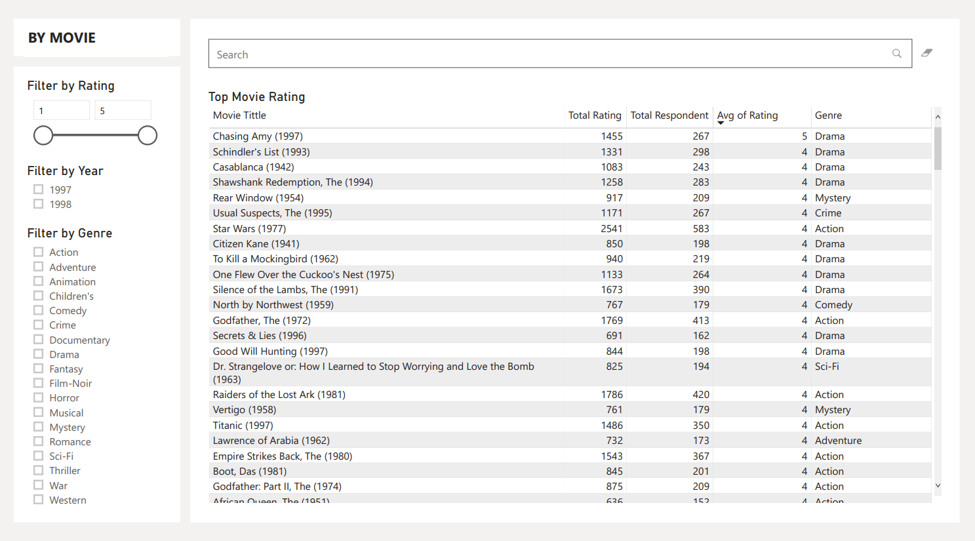 BY MOVIE
Search
Filter by Rating
1 5
Filter by Year
1997
1998
Filter by Genre
Action
Adventure
Animation
Children's
Comedy
Crime
Documentary
Drama
Fantasy
Film-Noir
Horror
Musical
Mystery
Romance
Sci-Fi
Thriller
War
Western
Top Movie Rating
Movie Tittle Total Rating Total Respondent Avg of Rating Genre
Chasing Amy (1997) 1455 267 5 Drama
Schindler's List (1993) 1331 298 4 Drama
Casablanca (1942) 1083 243 4 Drama
Shawshank Redemption, The (1994) 1258 283 4 Drama
Rear Window (1954) 917 209 4 Mystery
Usual Suspects, The (1995) 1171 267 4 Crime
Star Wars (1977) 2541 583 4 Action
Citizen Kane (1941) 850 198 4 Drama
To Kill a Mockingbird (1962) 940 219 4 Drama
One Flew Over the Cuckoo's Nest (1975) 1133 264 4 Drama
Silence of the Lambs, The (1991) 1673 390 4 Drama
North by Northwest (1959) 767 179 4 Comedy
Godfather, The (1972) 1769 413 4 Action
Secrets & Lies (1996) 691 162 4 Drama
Good Will Hunting (1997) 844 198 4 Drama
Dr. Strangelove or: How I Learned to Stop Worrying and Love the Bomb 825 194 4 Sci-Fi
(1963)
Raiders of the Lost Ark (1981) 1786 420 4 Action
Vertigo (1958) 761 179 4 Mystery
Titanic (1997) 1486 350 4 Action
Lawrence of Arabia (1962) 732 173 4 Adventure
Empire Strikes Back, The (1980) 1543 367 4 Action
Boot, Das (1981) 845 201 4 Action
Godfather: Part II, The (1974) 875 209 4 Action
African Queen, The (1951) 636 152 4 Action